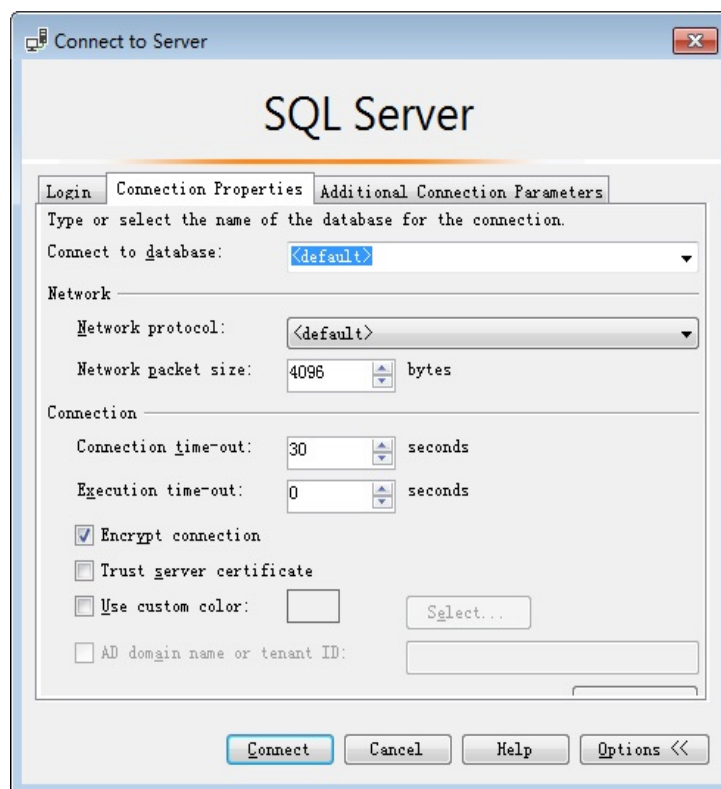 Connect to Server
SQL Server
Login Connection Properties Additional Connection Parameters
Type or select the name of the database for the connection.
Connect to database: <default>
Network
Network protocol: <default>
Network packet size: 4096 bytes
Connection
Connection time-out: 30 seconds
Execution time-out: 0 seconds
Encrypt connection
Trust server certificate
Use custom color: Select...
AD domain name or tenant ID:
Connect Cancel Help Options <<